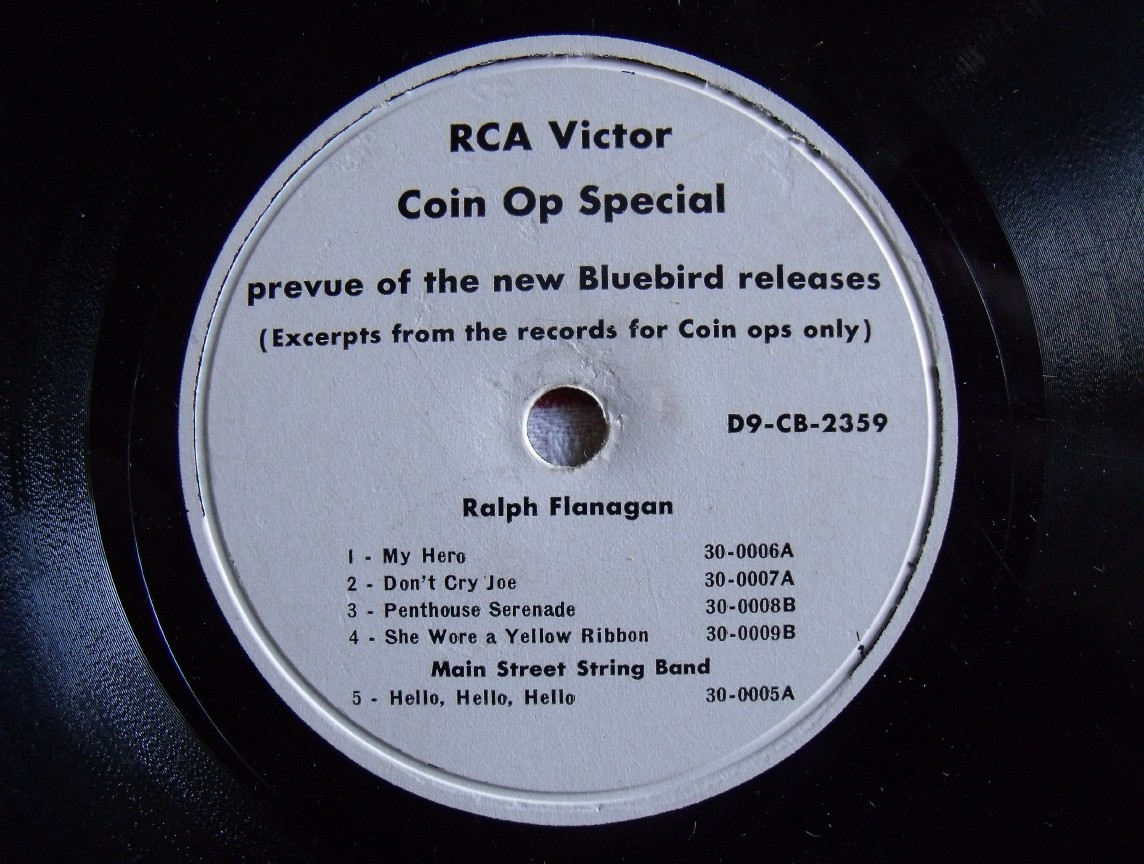 RCA Victor
Coin Op Special
prevue of the new Bluebird releases
(Excerpts from the records for Coin ops only)
D9-CB-2359
Ralph Flanagan
1 - My Hero 30-0006A
2 - Don't Cry Joe 30-0007A
3 - Penthouse Serenade 30-0008B
4 - She Wore a Yellow Ribbon 30-0009B
Main Street String Band
5 - Hello, Hello, Hello 30-0005A